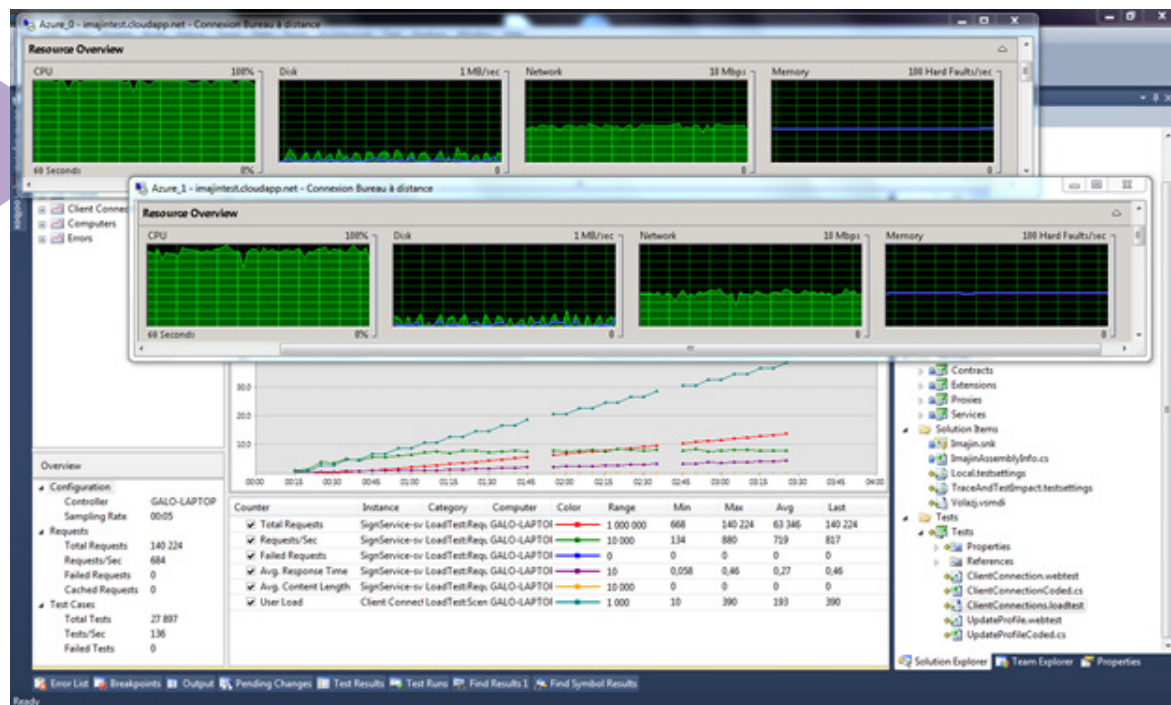 Azure_0 - imajintest.cloudapp.net - Connexion Bureau à distance
Resource Overview
CPU 100% Disk 1 MB/sec Network 10 Mbps Memory 100 Hard Faults/sec
60 Seconds 0% 0 0 0
Azure_1 - imajintest.cloudapp.net - Connexion Bureau à distance
Resource Overview
CPU 100% Disk 1 MB/sec Network 10 Mbps Memory 100 Hard Faults/sec
60 Seconds 0% 0 0 0
Client Connec
Computers
Errors
30.0
20.0
10.0
00:00 00:15 00:30 00:45 01:00 01:15 01:30 01:45 02:00 02:15 02:30 02:45 03:00 03:15 03:30 03:45 04:00
Overview
Configuration
Controller GALO-LAPTOP
Sampling Rate 00:05
Requests
Total Requests 140 224
Requests/Sec 684
Failed Requests 0
Cached Requests 0
Test Cases
Total Tests 27 897
Tests/Sec 136
Failed Tests 0
Counter Instance Category Computer Color Range Min Max Avg Last
Total Requests SignService-sv LoadTest:Requ GALO-LAPTOP 1 000 000 668 140 224 63 346 140 224
Requests/Sec SignService-sv LoadTest:Requ GALO-LAPTOP 10 000 134 880 719 817
Failed Requests SignService-sv LoadTest:Requ GALO-LAPTOP 0 0 0 0 0
Avg. Response Time SignService-sv LoadTest:Requ GALO-LAPTOP 10 0,058 0,46 0,27 0,46
Avg. Content Length SignService-sv LoadTest:Requ GALO-LAPTOP 10 000 0 0 0 0
User Load Client Connect LoadTest:Scen GALO-LAPTOP 1 000 10 390 193 390
Contracts
Extensions
Proxies
Services
Solution Items
Imajin.snk
ImajinAssemblyInfo.cs
Local.testsettings
TraceAndTestImpact.testsettings
Volazi.vsmdi
Tests
Tests
Properties
References
ClientConnection.webtest
ClientConnectionCoded.cs
ClientConnections.loadtest
UpdateProfile.webtest
UpdateProfileCoded.cs
Solution Explorer Team Explorer Properties
Error List Breakpoints Output Pending Changes Test Results Test Runs Find Results 1 Find Symbol Results
Ready